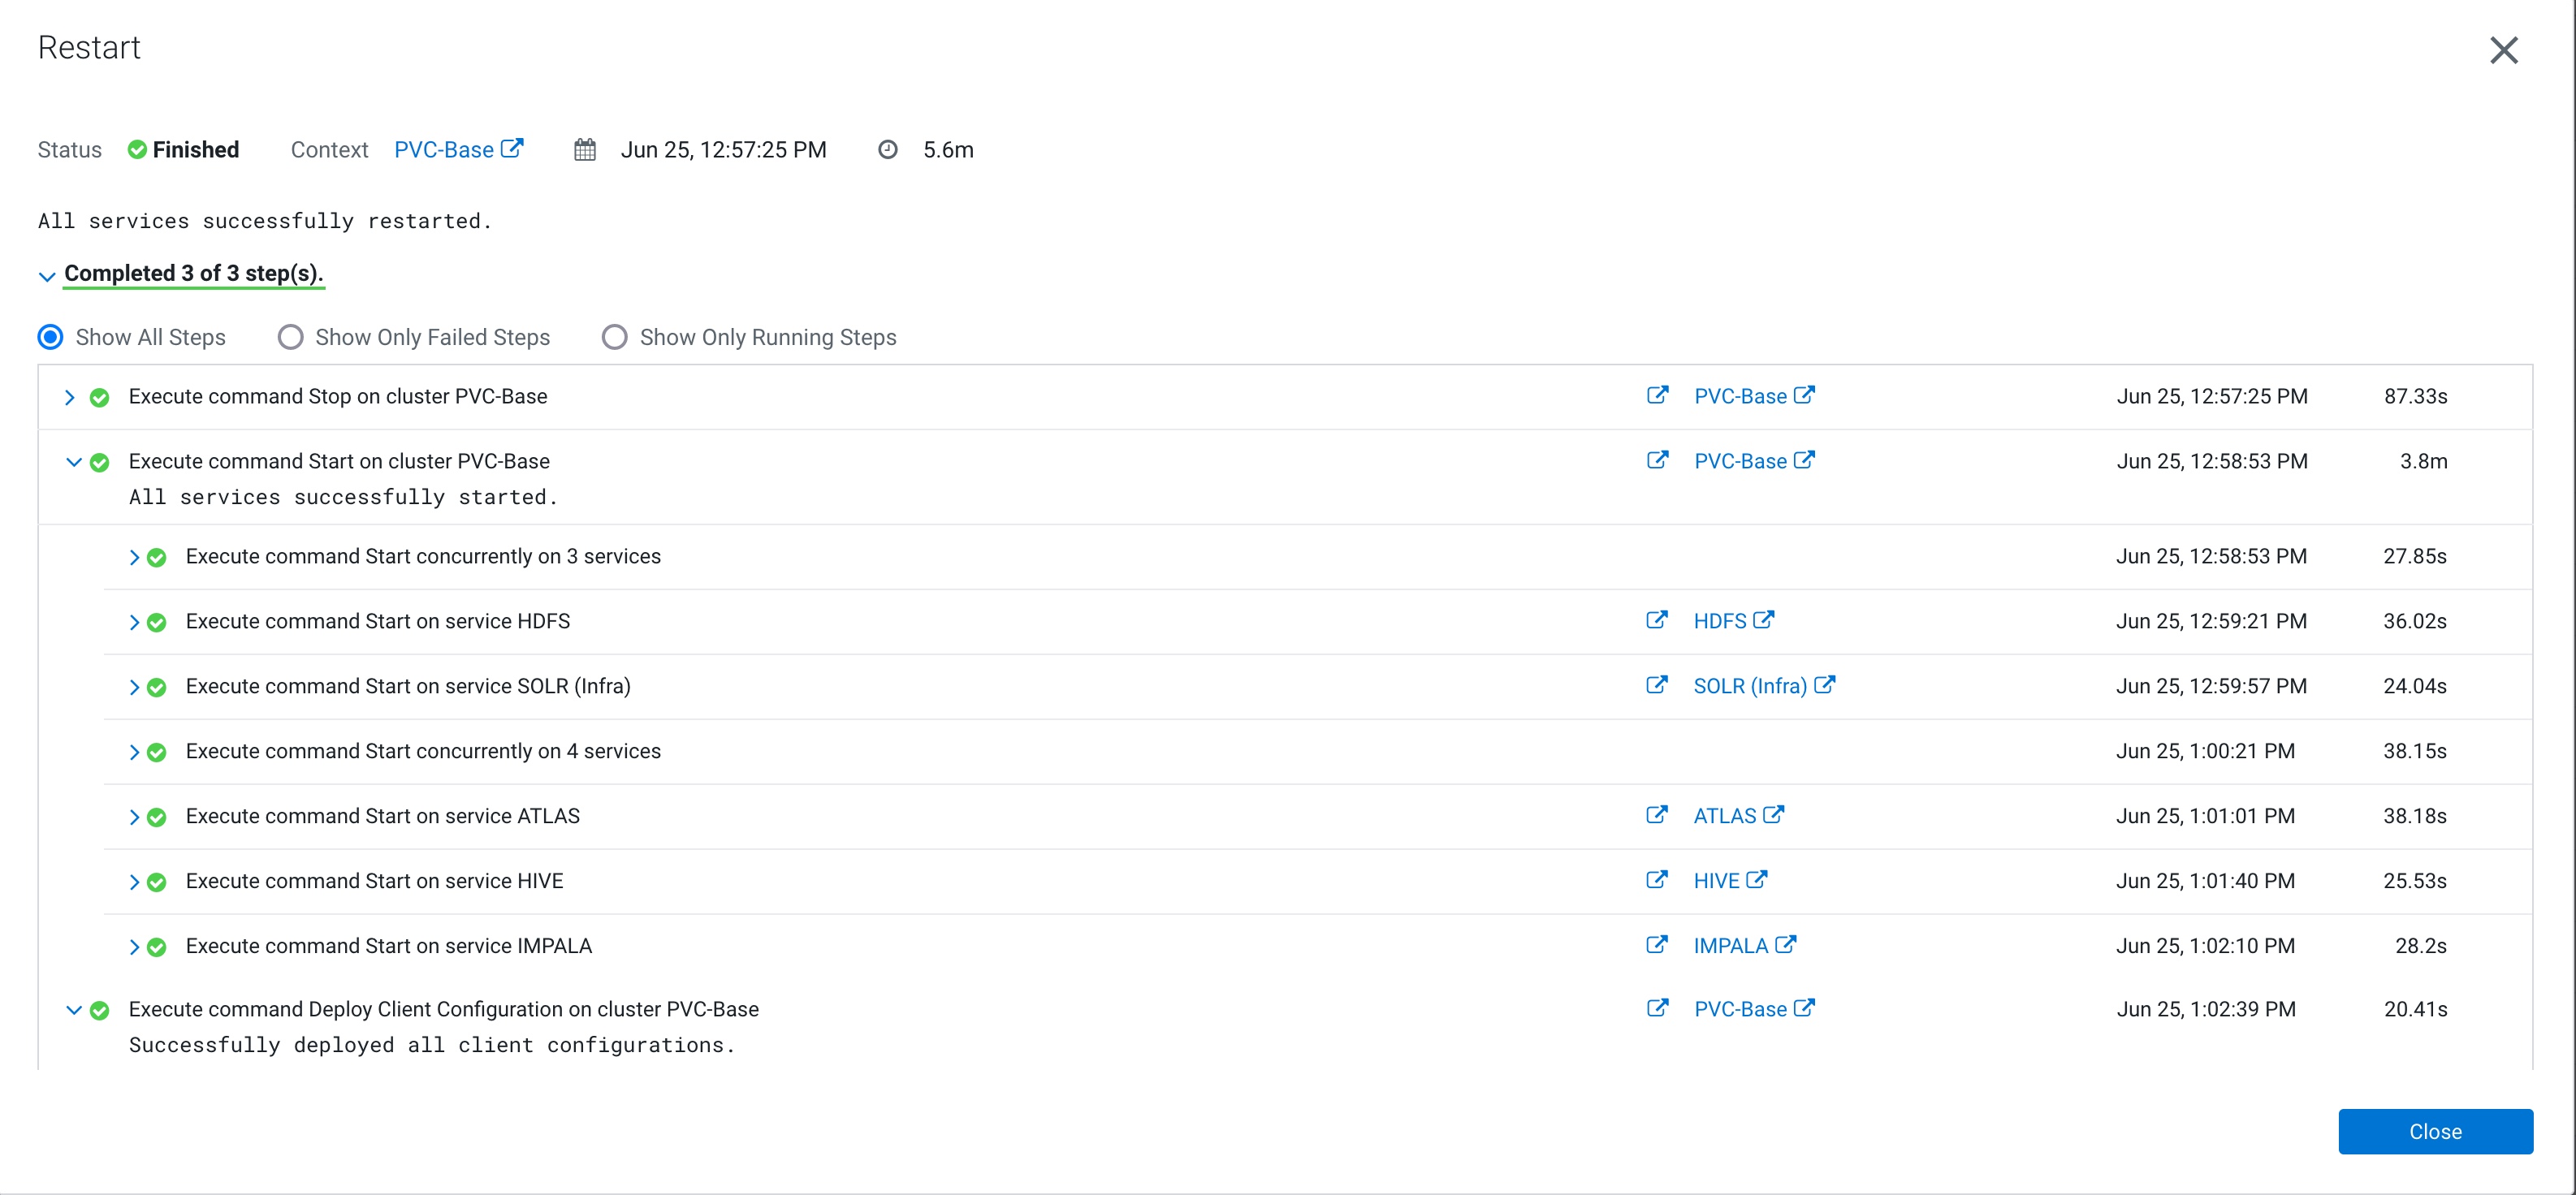 Restart
Status Finished Context PVC-Base Jun 25, 12:57:25 PM 5.6m
All services successfully restarted.
Completed 3 of 3 step(s).
Show All Steps Show Only Failed Steps Show Only Running Steps
Execute command Stop on cluster PVC-Base PVC-Base Jun 25, 12:57:25 PM 87.33s
Execute command Start on cluster PVC-Base PVC-Base Jun 25, 12:58:53 PM 3.8m
All services successfully started.
Execute command Start concurrently on 3 services Jun 25, 12:58:53 PM 27.85s
Execute command Start on service HDFS HDFS Jun 25, 12:59:21 PM 36.02s
Execute command Start on service SOLR (Infra) SOLR (Infra) Jun 25, 12:59:57 PM 24.04s
Execute command Start concurrently on 4 services Jun 25, 1:00:21 PM 38.15s
Execute command Start on service ATLAS ATLAS Jun 25, 1:01:01 PM 38.18s
Execute command Start on service HIVE HIVE Jun 25, 1:01:40 PM 25.53s
Execute command Start on service IMPALA IMPALA Jun 25, 1:02:10 PM 28.2s
Execute command Deploy Client Configuration on cluster PVC-Base PVC-Base Jun 25, 1:02:39 PM 20.41s
Successfully deployed all client configurations.
Close